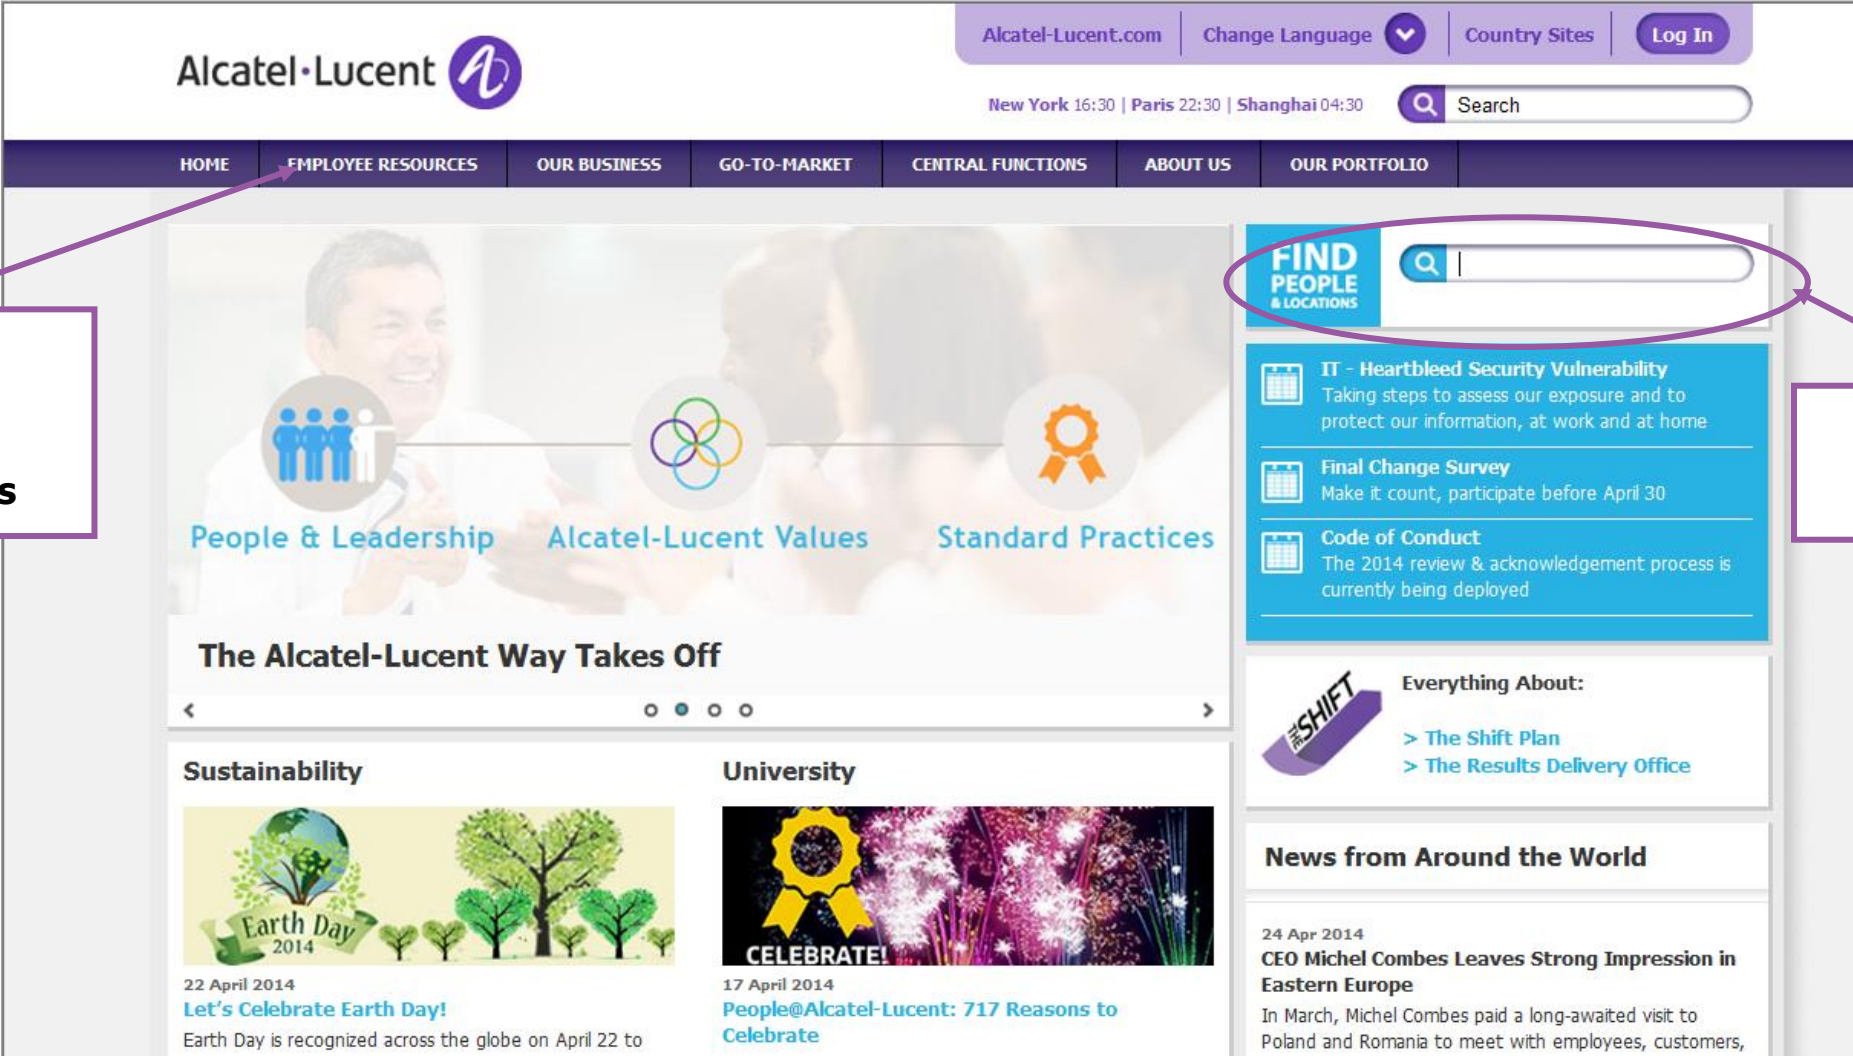 Alcatel·Lucent
Alcatel-Lucent.com Change Language Country Sites Log In
New York 16:30 | Paris 22:30 | Shanghai 04:30
Search
HOME EMPLOYEE RESOURCES OUR BUSINESS GO-TO-MARKET CENTRAL FUNCTIONS ABOUT US OUR PORTFOLIO
s
People & Leadership Alcatel-Lucent Values Standard Practices
The Alcatel-Lucent Way Takes Off
FIND
PEOPLE
& LOCATIONS
IT - Heartbleed Security Vulnerability
Taking steps to assess our exposure and to
protect our information, at work and at home
Final Change Survey
Make it count, participate before April 30
Code of Conduct
The 2014 review & acknowledgement process is
currently being deployed
THE SHIFT
Everything About:
> The Shift Plan
> The Results Delivery Office
Sustainability
Earth Day
2014
22 April 2014
Let's Celebrate Earth Day!
Earth Day is recognized across the globe on April 22 to
University
CELEBRATE!
17 April 2014
People@Alcatel-Lucent: 717 Reasons to
Celebrate
News from Around the World
24 Apr 2014
CEO Michel Combes Leaves Strong Impression in
Eastern Europe
In March, Michel Combes paid a long-awaited visit to
Poland and Romania to meet with employees, customers,